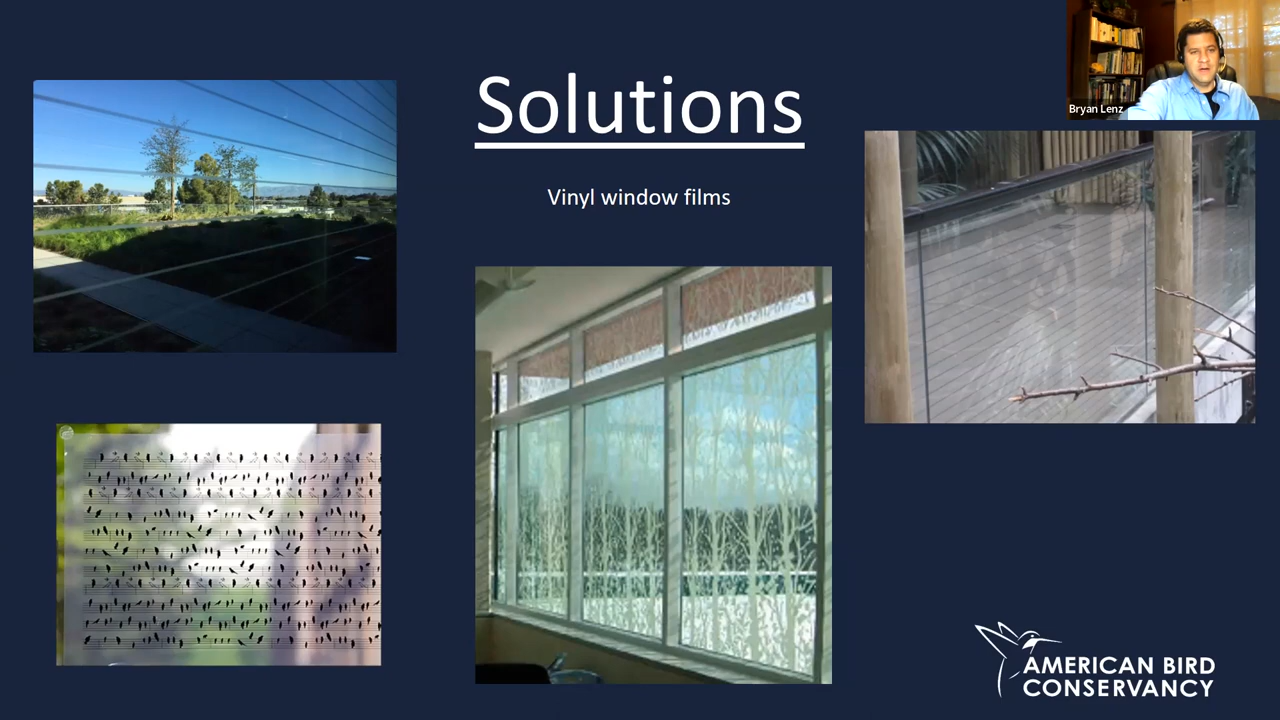 Solutions
Vinyl window films
Bryan Lenz
AMERICAN BIRD
CONSERVANCY